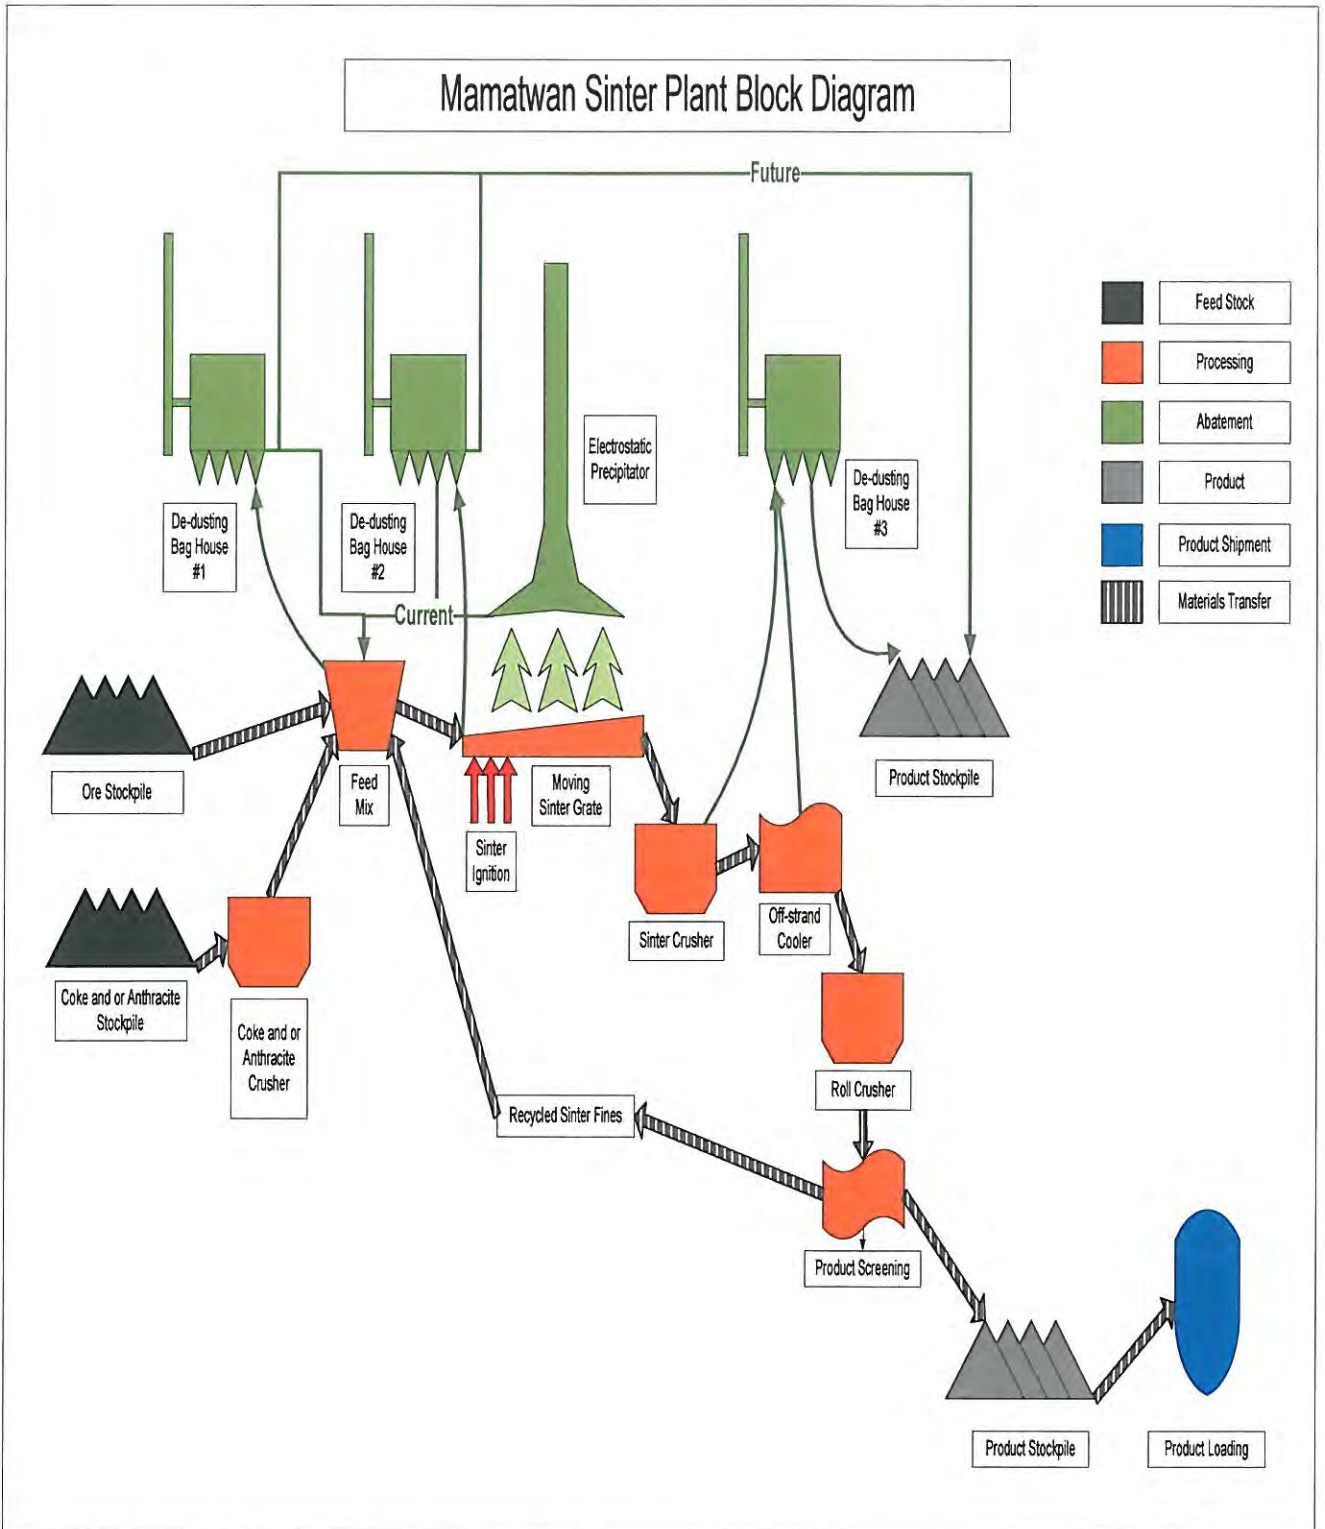 Mamatwan Sinter Plant Block Diagram
Future
Feed Stock
Processing
Abatement
Product
Product Shipment
Materials Transfer
Electrostatic
Precipitator
De-dusting
Bag House
#1
De-dusting
Bag House
#2
De-dusting
Bag House
#3
Current
Ore Stockpile
Feed
Mix
Moving
Sinter Grate
Product Stockpile
Sinter
Ignition
Sinter Crusher
Off-strand
Cooler
Coke and or Anthracite
Stockpile
Coke and or
Anthracite
Crusher
Roll Crusher
Recycled Sinter Fines
Product Screening
Product Stockpile
Product Loading